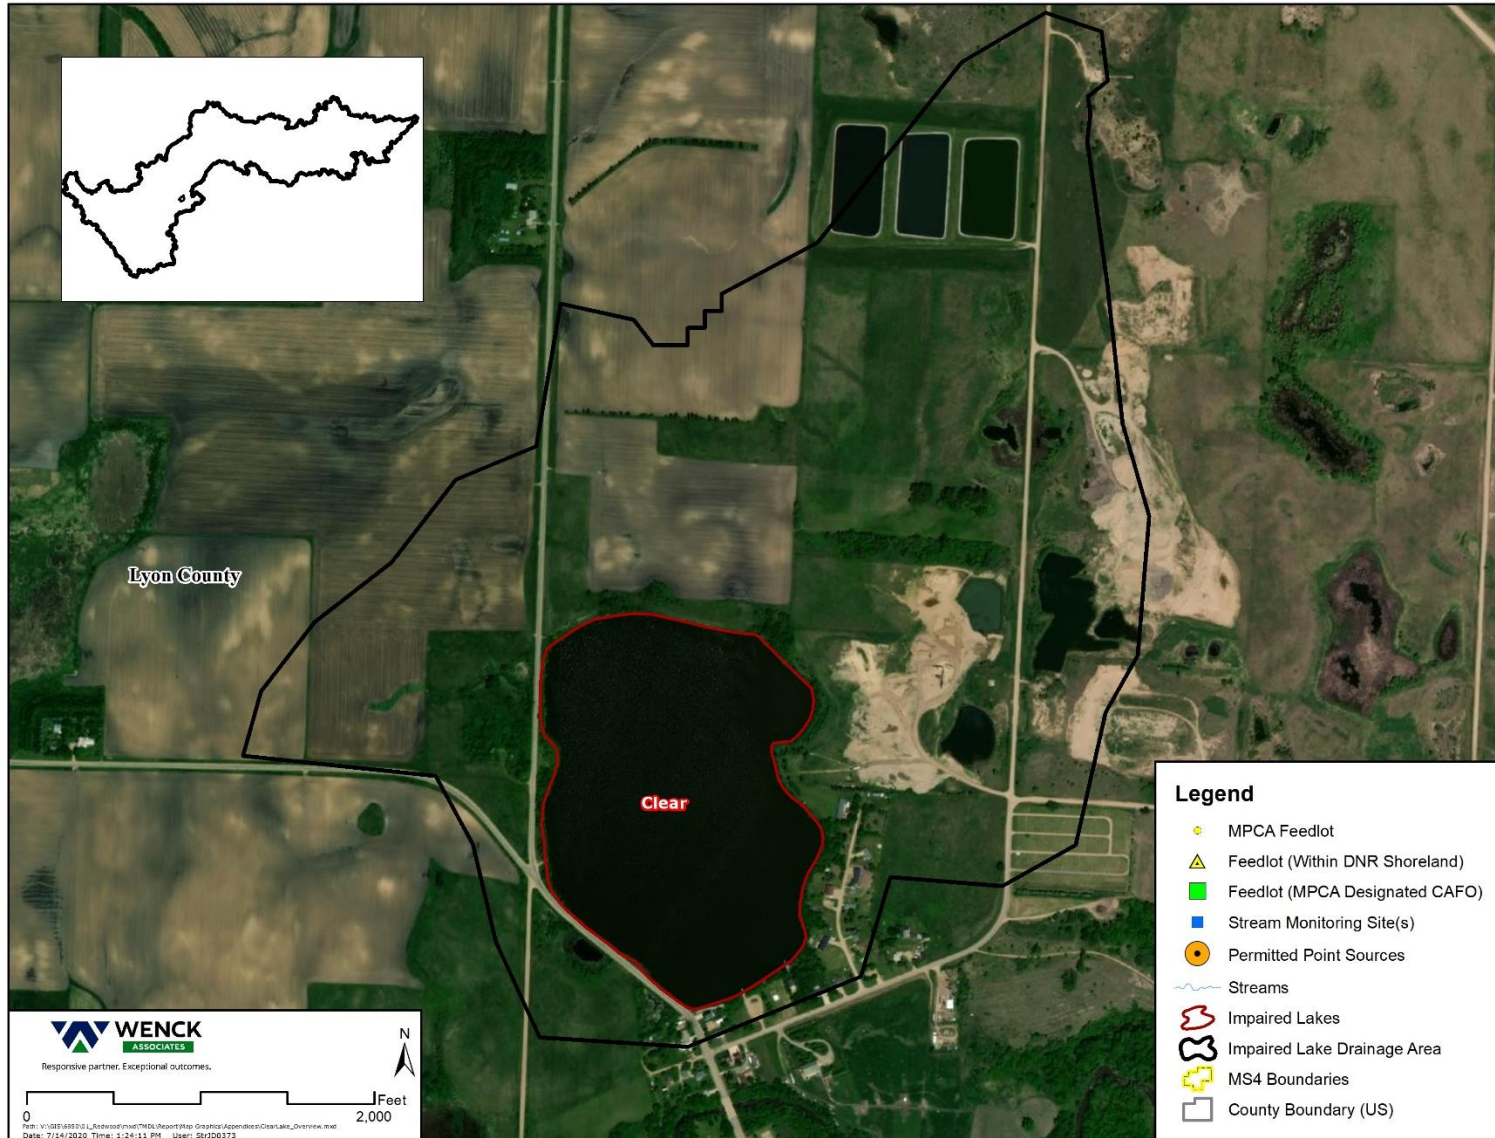 Lyon County
Clear
Legend
MPCA Feedlot
Feedlot (Within DNR Shoreland)
Feedlot (MPCA Designated CAFO)
Stream Monitoring Site(s)
Permitted Point Sources
Streams
Impaired Lakes
Impaired Lake Drainage Area
MS4 Boundaries
County Boundary (US)
WENCK
ASSOCIATES
Responsive partner. Exceptional outcomes.
N
Feet
0 2,000
Date: 7/14/2020 Time: 1:24:11 PM User: StrJD0373